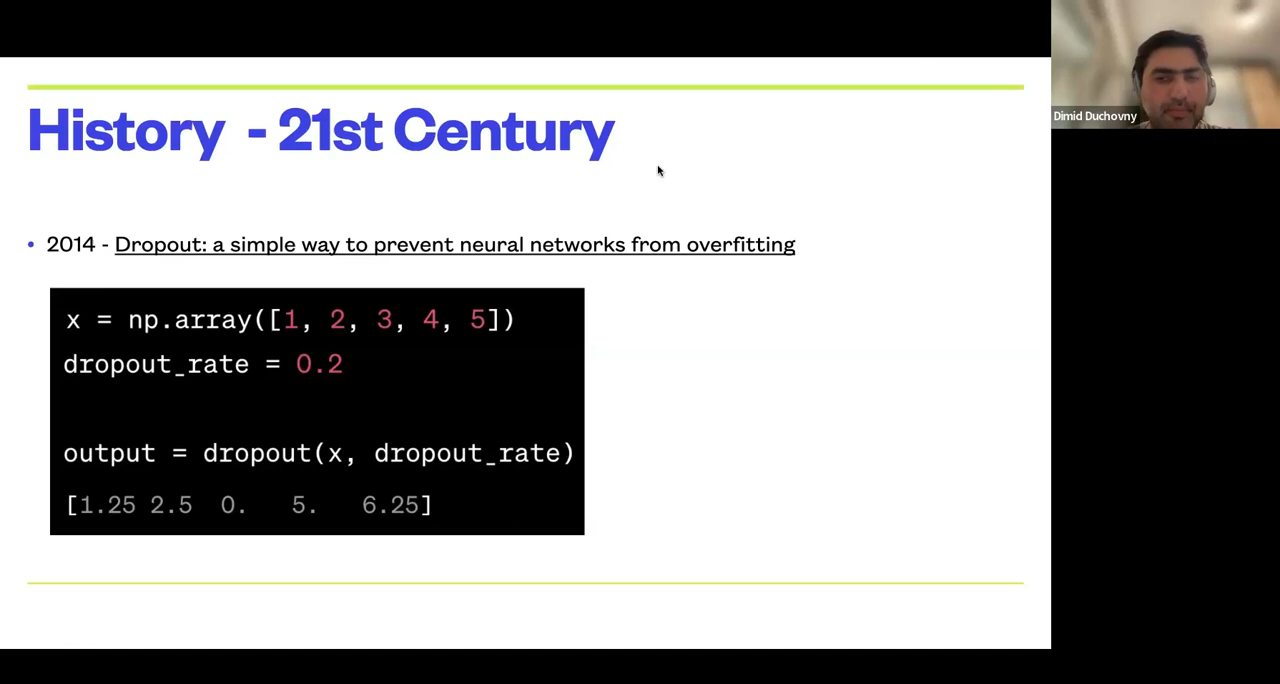 History - 21st Century
• 2014 - Dropout: a simple way to prevent neural networks from overfitting
x = np.array([1, 2, 3, 4, 5])
dropout_rate = 0.2
output = dropout(x, dropout_rate)
[1.25 2.5 0. 5. 6.25]
Dimid Duchovny